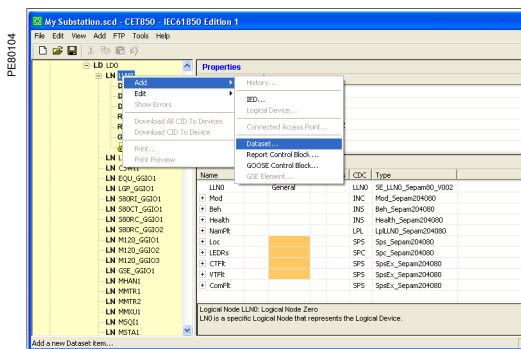 PE80104
My Substation.scd - CET850 - IEC61850 Edition 1
File Edit View Add FTP Tools Help
LD LD0
LN LLN0
Properties
Add
Edit
Show Errors
Download All CID To Devices
Download CID To Device
Print...
Print Preview
History...
IED...
Logical Device...
Connected Access Point...
Dataset...
Report Control Block...
GOOSE Control Block...
GSE Element...
LN CSMI1
LN EQU_GGIO1
LN LGP_GGIO1
LN S80RI_GGIO1
LN S80CT_GGIO1
LN S80RC_GGIO1
LN S80RC_GGIO2
LN M120_GGIO1
LN M120_GGIO2
LN M120_GGIO3
LN GSE_GGIO1
LN MHAN1
LN MMTR1
LN MMTR2
LN MMXU1
LN MSQI1
LN MSTA1
Name CDC Type
LLN0 General LLN0 SE_LLN0_Sepam80_V002
Mod INC Mod_Sepam204080
Beh INS Beh_Sepam204080
Health INS Health_Sepam204080
NamPlt LPL LplLLN0_Sepam204080
Loc SPS Sps_Sepam204080
LEDRs SPC Spc_Sepam204080
CTFlt SPS SpsEx_Sepam204080
VTFlt SPS SpsEx_Sepam204080
ComFlt SPS SpsEx_Sepam204080
Logical Node LLN0: Logical Node Zero
LN0 is a specific Logical Node that represents the Logical Device.
Add a new Dataset item...